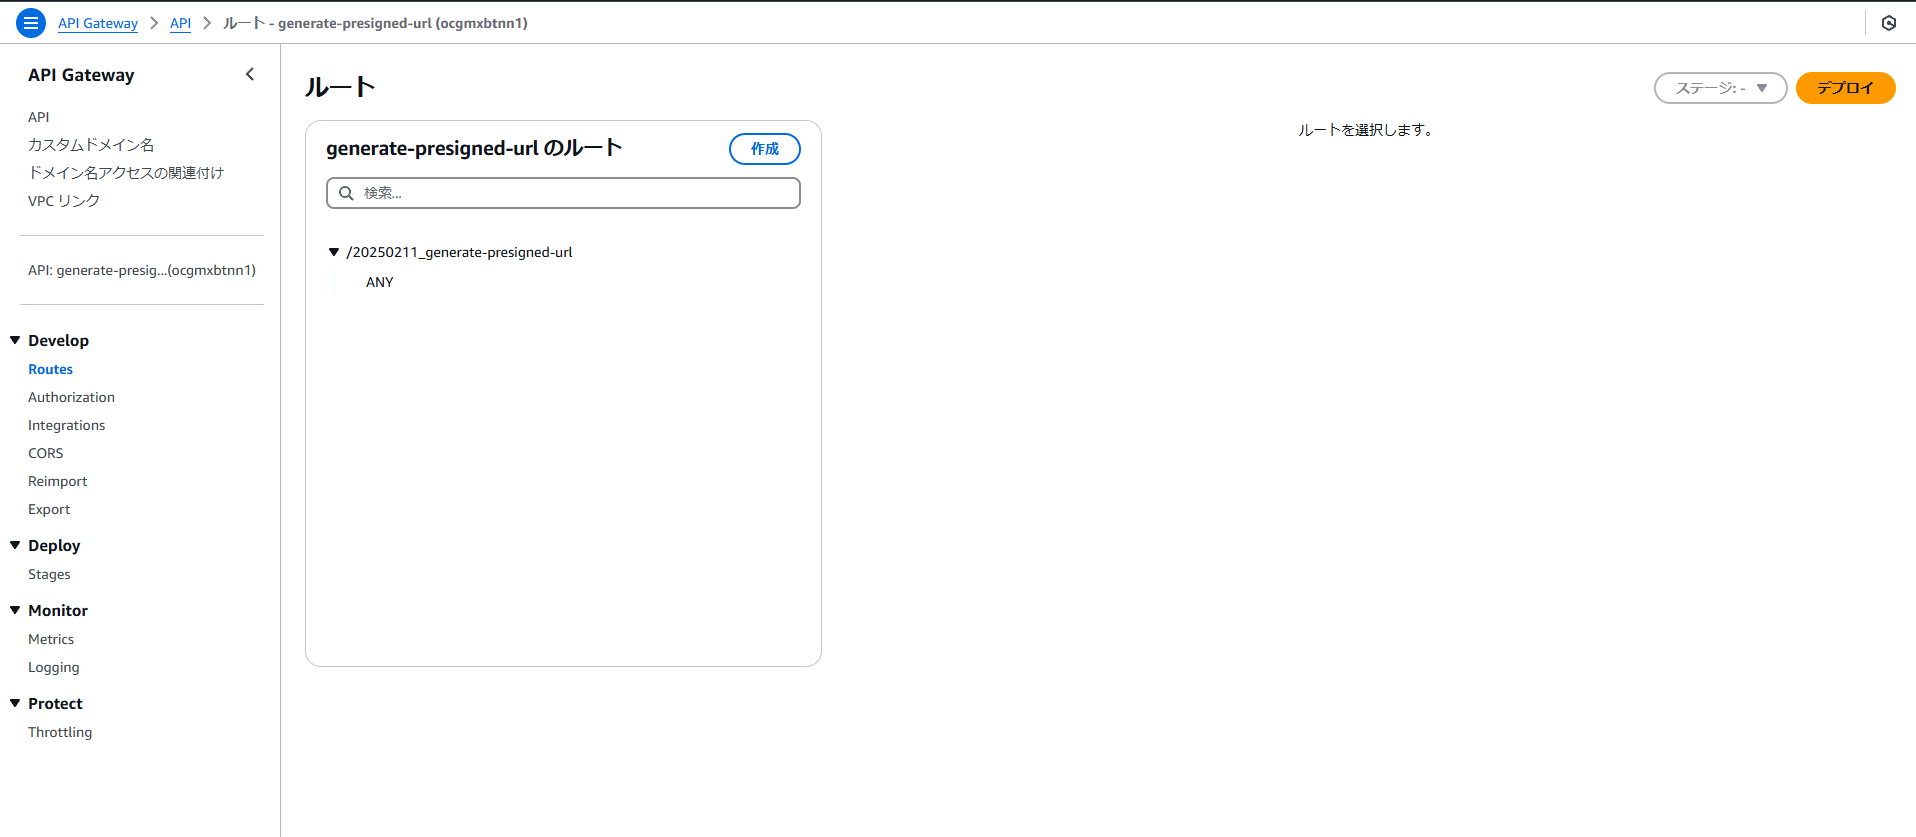 API Gateway > API > ルート - generate-presigned-url (ocgmxbtnn1)
API Gateway
API
カスタムドメイン名
ドメイン名アクセスの関連付け
VPC リンク
API: generate-presig...(ocgmxbtnn1)
Develop
Routes
Authorization
Integrations
CORS
Reimport
Export
Deploy
Stages
Monitor
Metrics
Logging
Protect
Throttling
ルート
ステージ: -
デプロイ
generate-presigned-url のルート
作成
検索...
/20250211_generate-presigned-url
ANY
ルートを選択します。